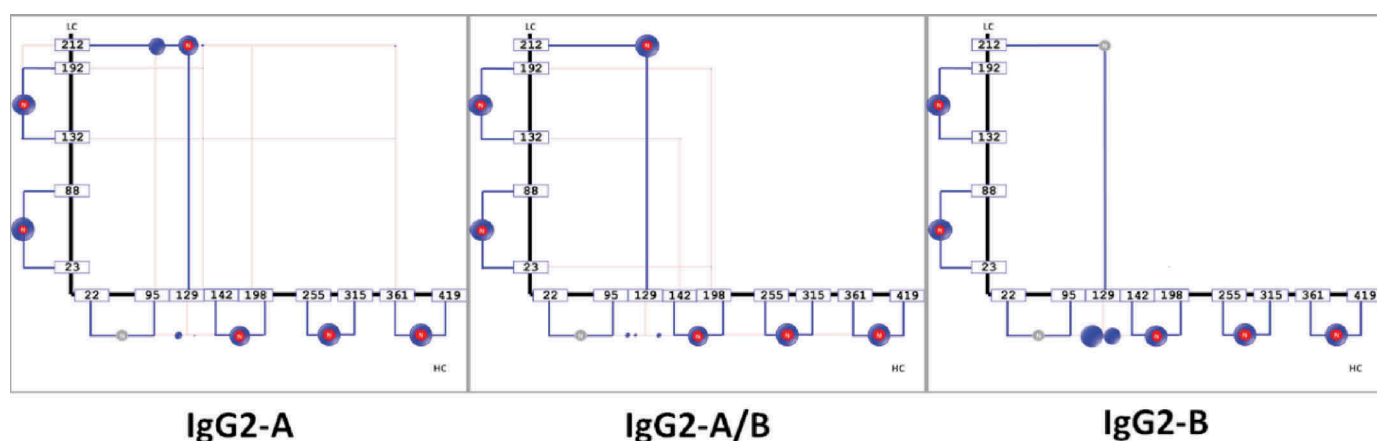 LC LC LC
212 N 212 N 212 N
192 192 192
N N N
132 132 132
88 88 88
N N N
23 23 23
22 95 129 142 198 255 315 361 419 22 95 129 142 198 255 315 361 419 22 95 129 142 198 255 315 361 419
N N N N N N N N N N N N
HC HC HC
IgG2-A IgG2-A/B IgG2-B